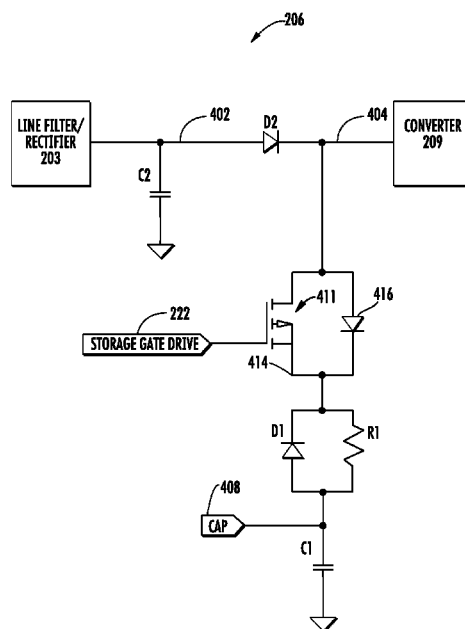 206
LINE FILTER/
RECTIFIER
203
402
D2
404
CONVERTER
209
C2
411
416
222
STORAGE GATE DRIVE
414
D1
R1
408
CAP
C1